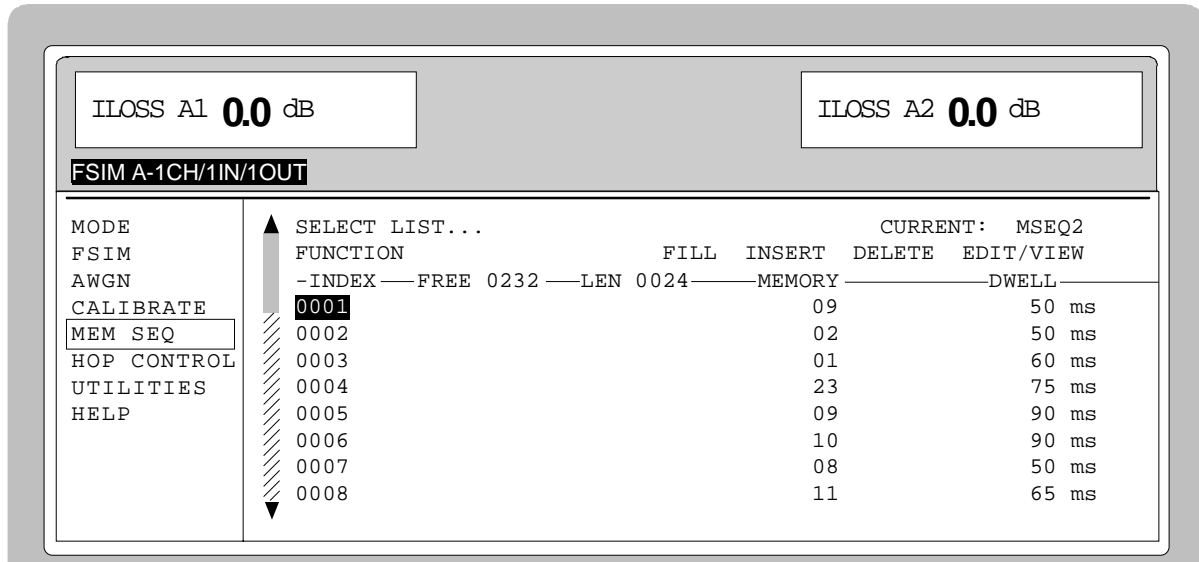 ILOSS A1 0.0 dB
ILOSS A2 0.0 dB
FSIM A-1CH/1IN/1OUT
MODE
FSIM
AWGN
CALIBRATE
MEM SEQ
HOP CONTROL
UTILITIES
HELP
SELECT LIST... CURRENT: MSEQ2
FUNCTION FILL INSERT DELETE EDIT/VIEW
-INDEX FREE 0232 LEN 0024 MEMORY DWELL
0001 09 50 ms
0002 02 50 ms
0003 01 60 ms
0004 23 75 ms
0005 09 90 ms
0006 10 90 ms
0007 08 50 ms
0008 11 65 ms